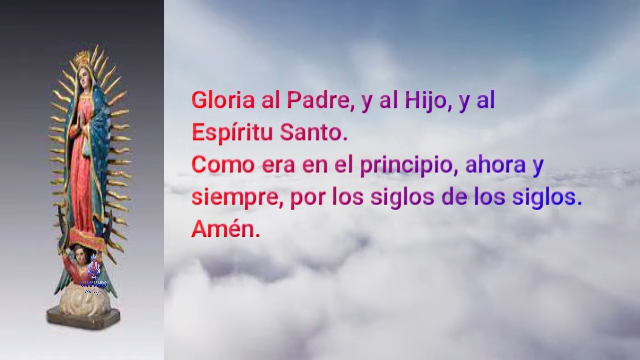 Gloria al Padre, y al Hijo, y al
Espíritu Santo.
Como era en el principio, ahora y
siempre, por los siglos de los siglos.
Amén.